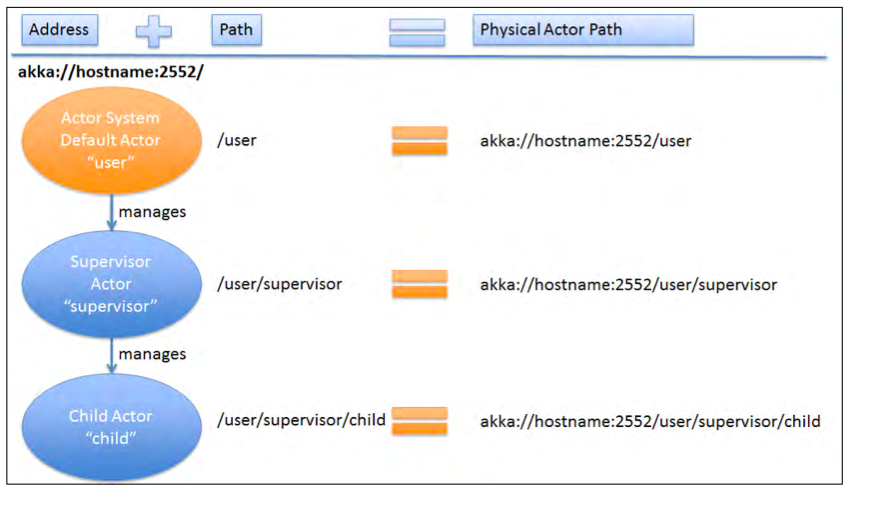 Address
Path
Physical Actor Path
akka://hostname:2552/
Actor System
Default Actor
“user”
/user
akka://hostname:2552/user
manages
Supervisor
Actor
“supervisor”
/user/supervisor
akka://hostname:2552/user/supervisor
manages
Child Actor
“child”
/user/supervisor/child
akka://hostname:2552/user/supervisor/child